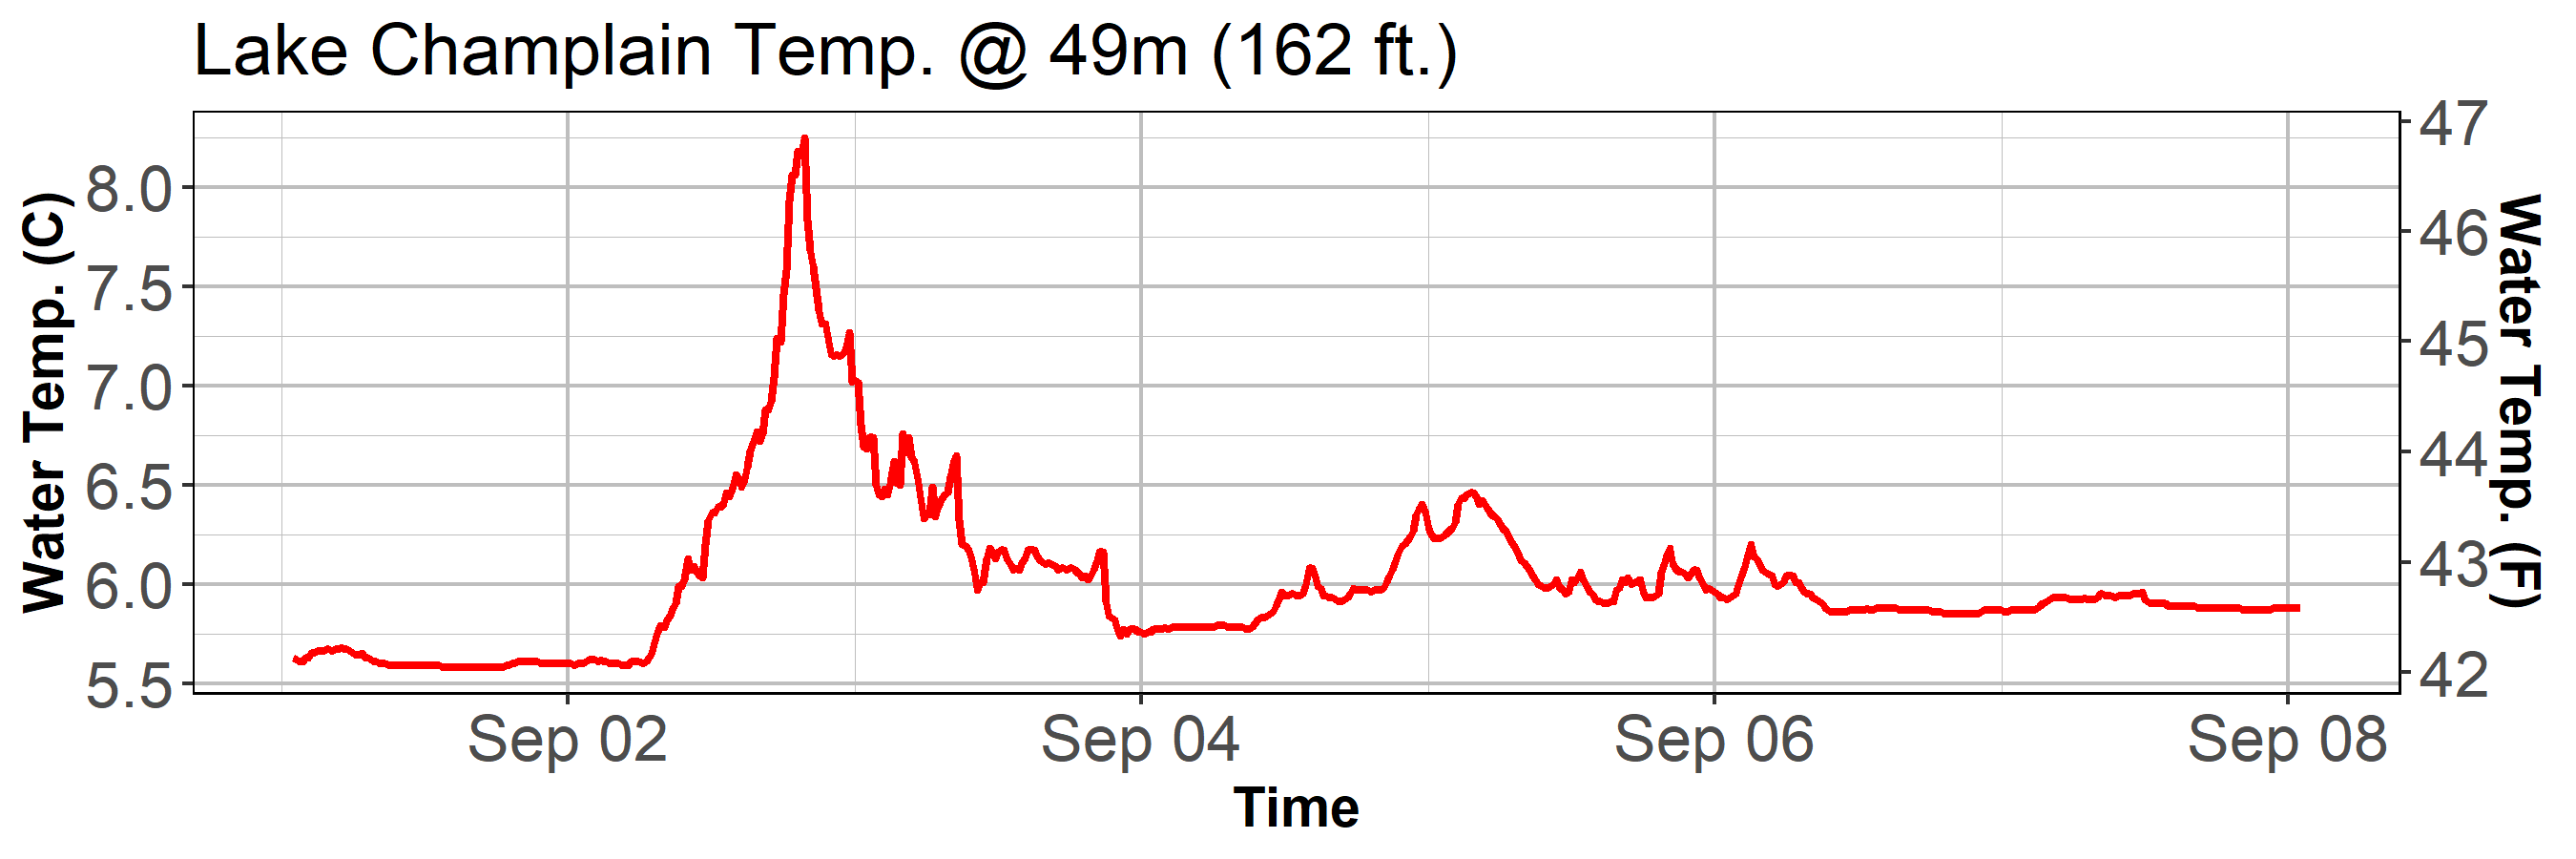 Lake Champlain Temp. @ 49m (162 ft.)
Water Temp. (C)
8.0
7.5
7.0
6.5
6.0
5.5
47
46
45
44
43
42
Water Temp. (F)
Sep 02 Sep 04 Sep 06 Sep 08
Time